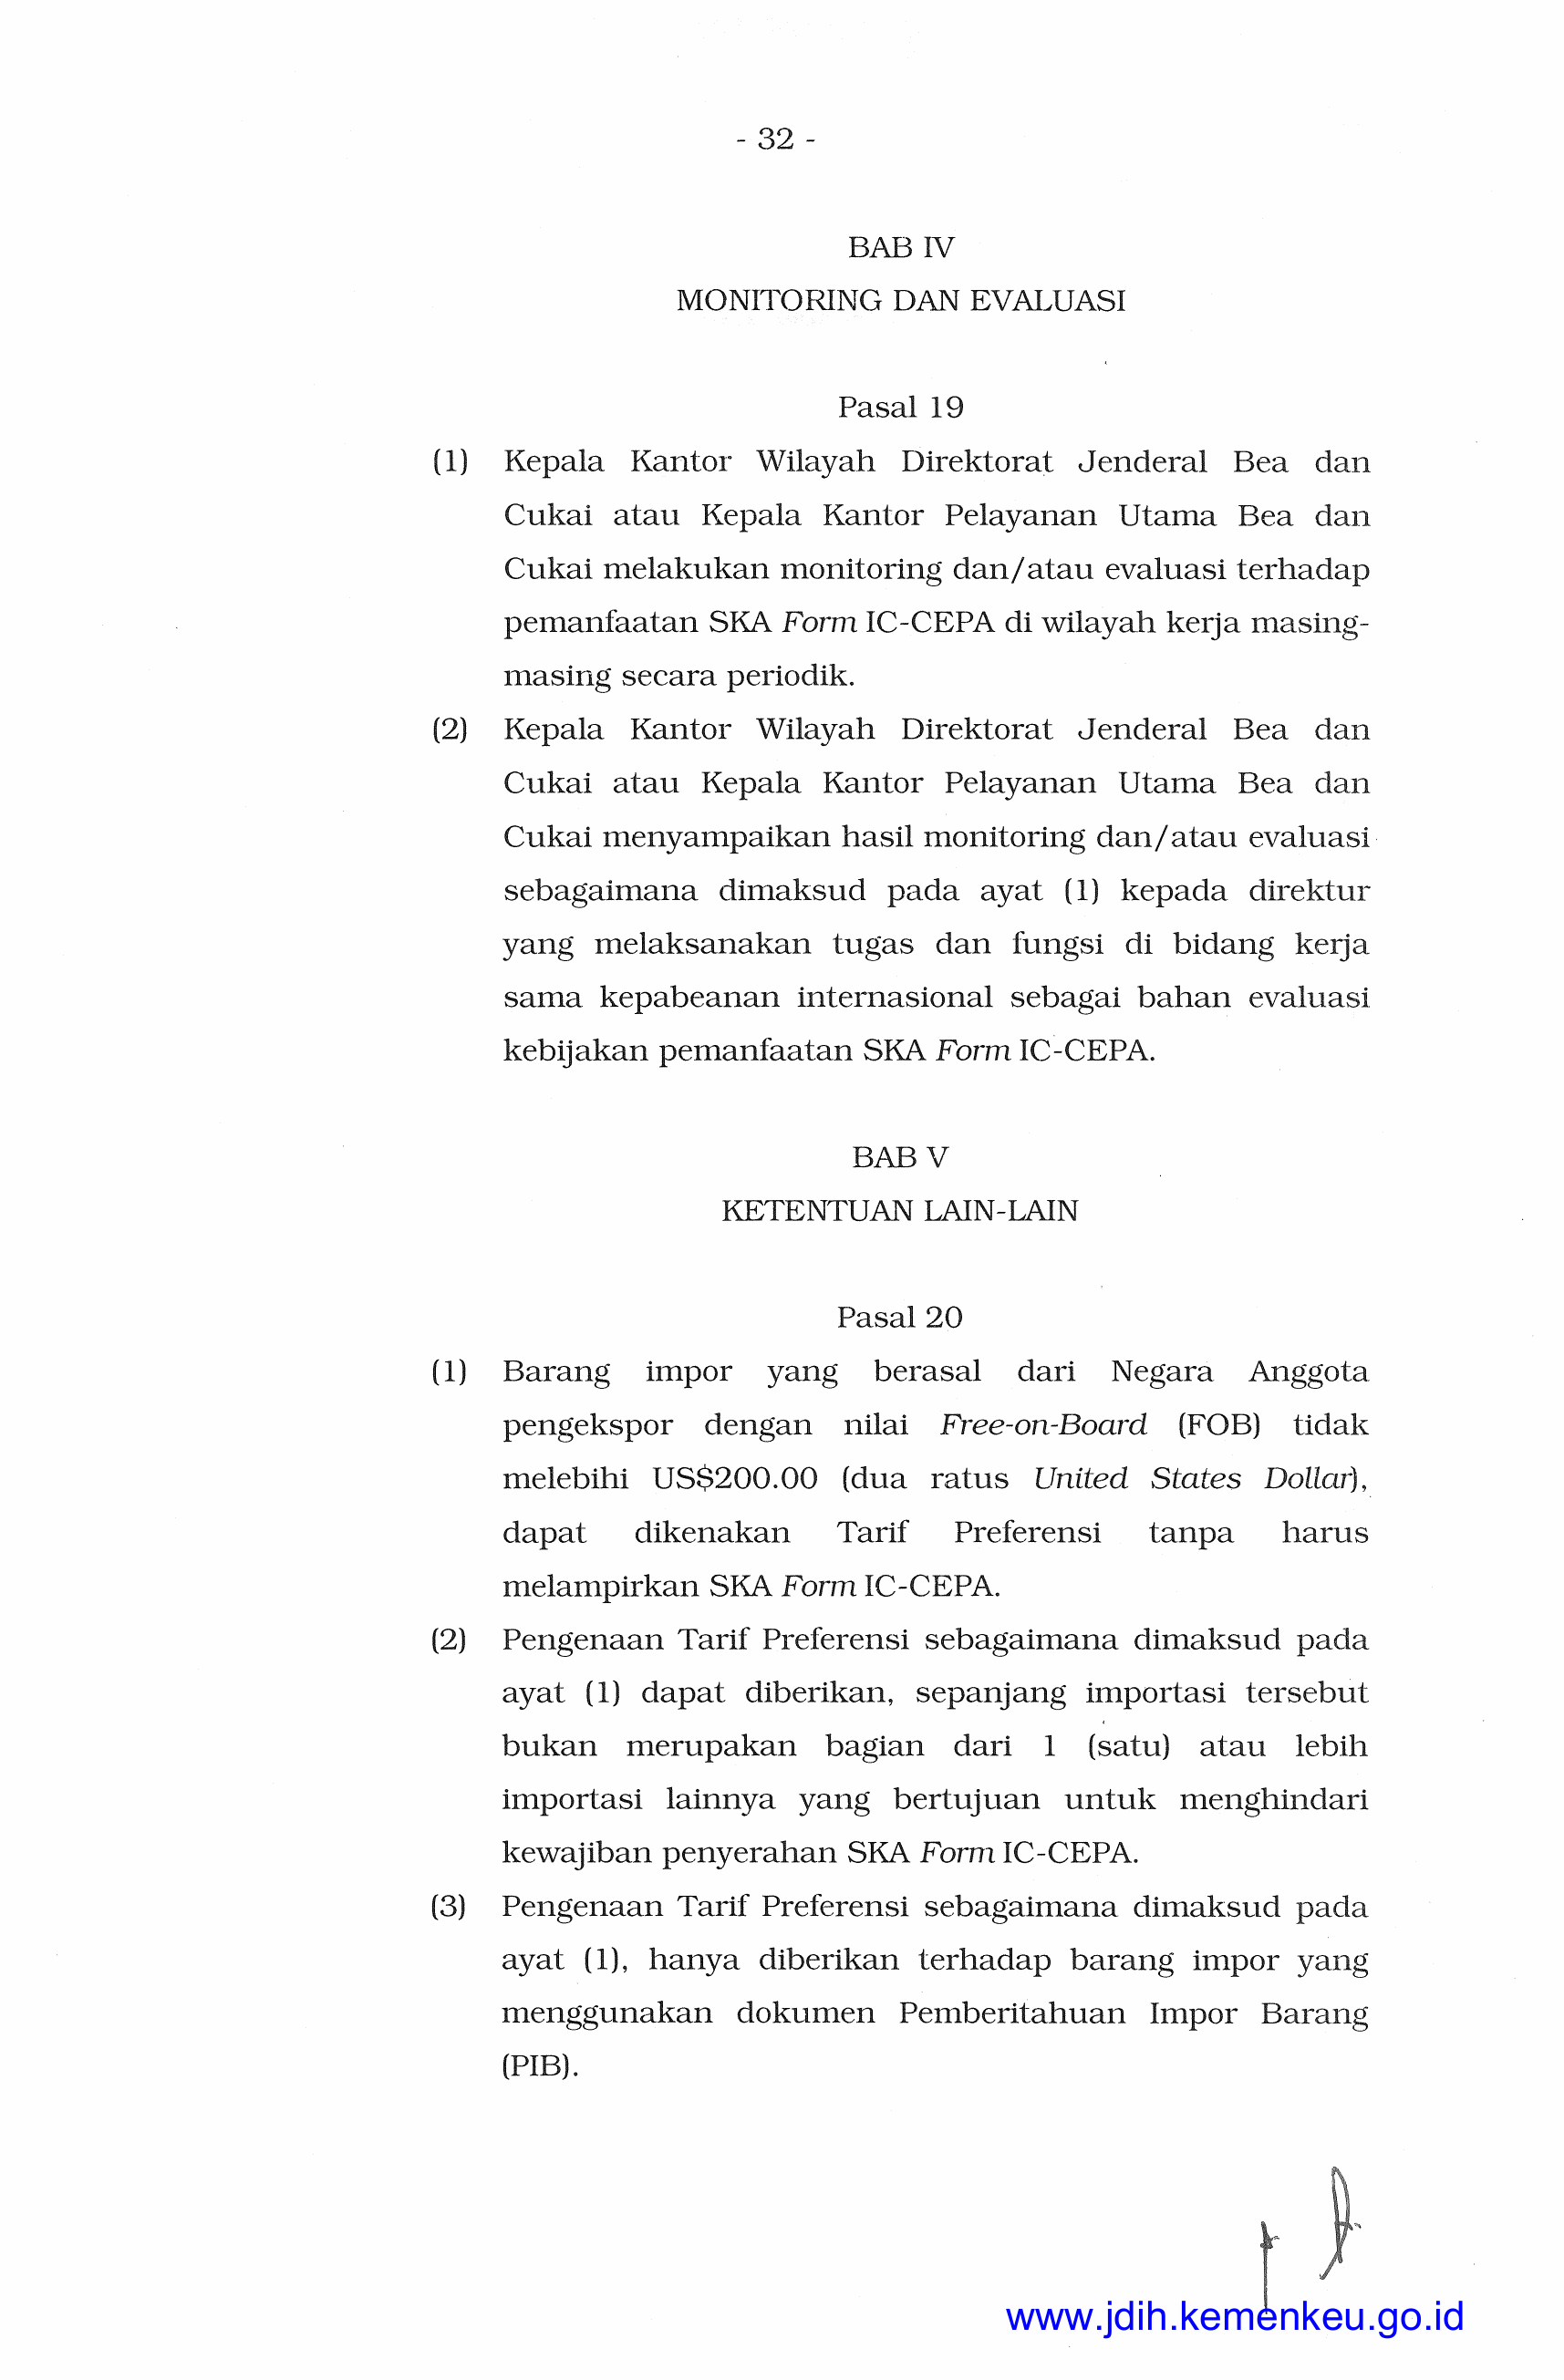 - 32 -
BAB IV
MONITORING DAN EVALUASI
Pasal 19
(1) Kepala Kantor Wilayah Direktorat Jenderal Bea dan
Cukai atau Kepala Kantor Pelayanan Utama Bea dan
Cukai melakukan monitoring dan/atau evaluasi terhadap
pemanfaatan SKA Form IC-CEPA di wilayah kerja masing-
masing secara periodik.
(2) Kepala Kantor Wilayah Direktorat Jenderal Bea dan
Cukai atau Kepala Kantor Pelayanan Utama Bea dan
Cukai menyampaikan hasil monitoring dan/atau evaluasi
sebagaimana dimaksud pada ayat (1) kepada direktur
yang melaksanakan tugas dan fungsi di bidang kerja
sama kepabeanan internasional sebagai bahan evaluasi
kebijakan pemanfaatan SKA Form IC-CEPA.
BAB V
KETENTUAN LAIN-LAIN
Pasal 20
(1) Barang impor yang berasal dari Negara Anggota
pengekspor dengan nilai Free-on-Board (FOB) tidak
melebihi US$200.00 (dua ratus United States Dollar),
dapat dikenakan Tarif Preferensi tanpa harus
melampirkan SKA Form IC-CEPA.
(2) Pengenaan Tarif Preferensi sebagaimana dimaksud pada
ayat (1) dapat diberikan, sepanjang importasi tersebut
bukan merupakan bagian dari 1 (satu) atau lebih
importasi lainnya yang bertujuan untuk menghindari
kewajiban penyerahan SKA Form IC-CEPA.
(3) Pengenaan Tarif Preferensi sebagaimana dimaksud pada
ayat (1), hanya diberikan terhadap barang impor yang
menggunakan dokumen Pemberitahuan Impor Barang
(PIB).
www.jdih.kemenkeu.go.id